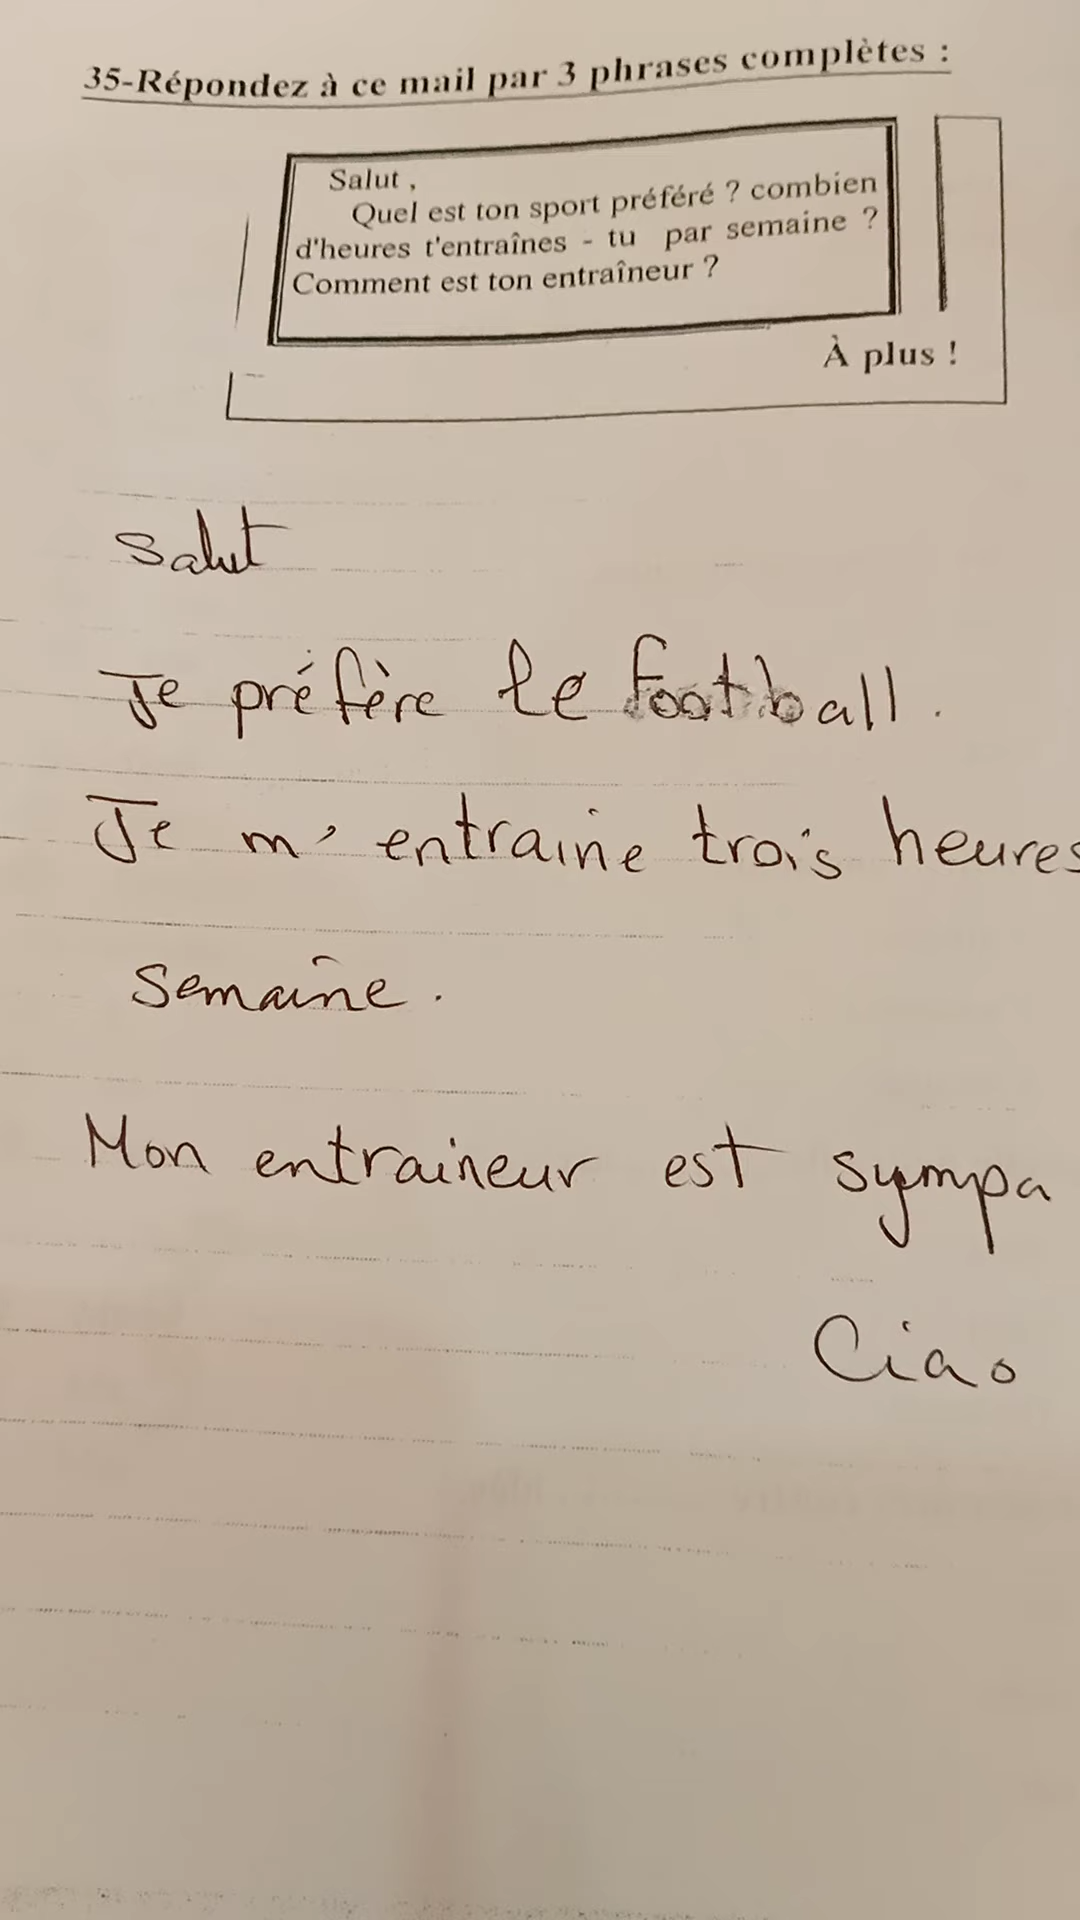 35-Répondez à ce mail par 3 phrases complètes :
Salut ,
Quel est ton sport préféré ? combien
d'heures t'entraînes - tu par semaine ?
Comment est ton entraîneur ?
À plus !
Salut
Je préfère le football.
Je m'entraine trois heures
Semaine.
Mon entraineur est sympa
Ciao